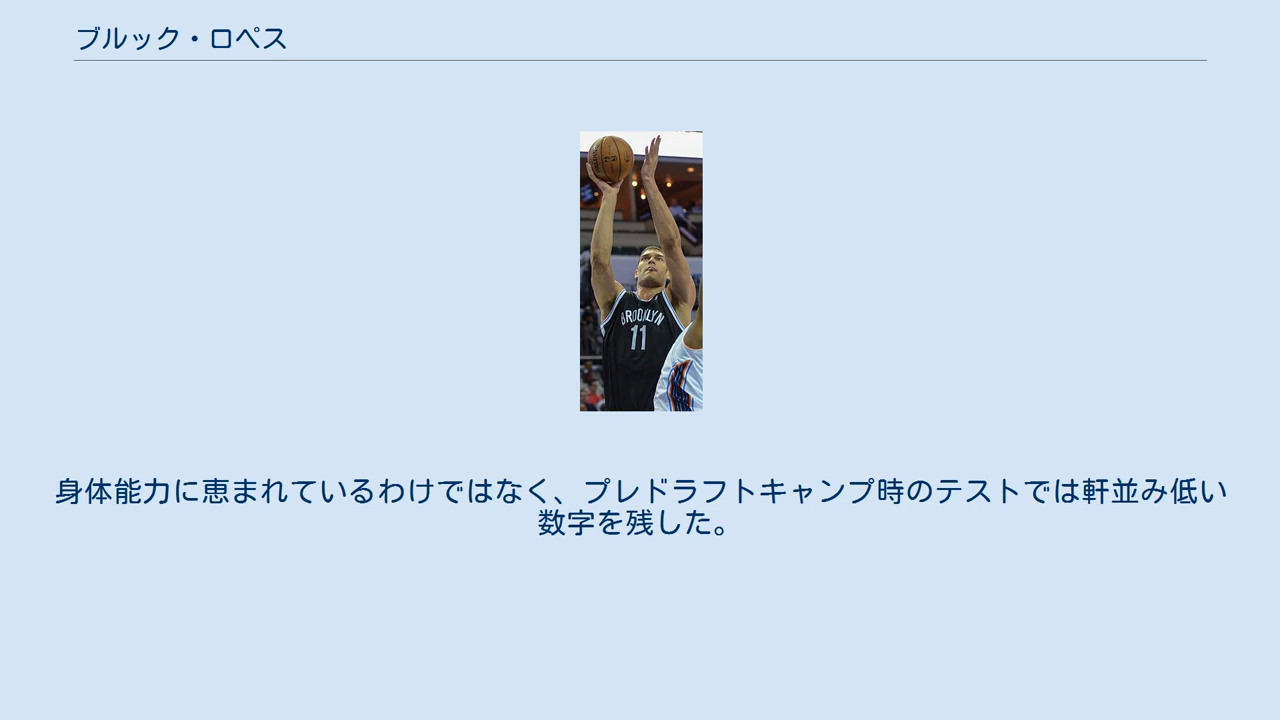 ブルック・ロペス
BROOKLYN
11
身体能力に恵まれているわけではなく、プレドラフトキャンプ時のテストでは軒並み低い
数字を残した。